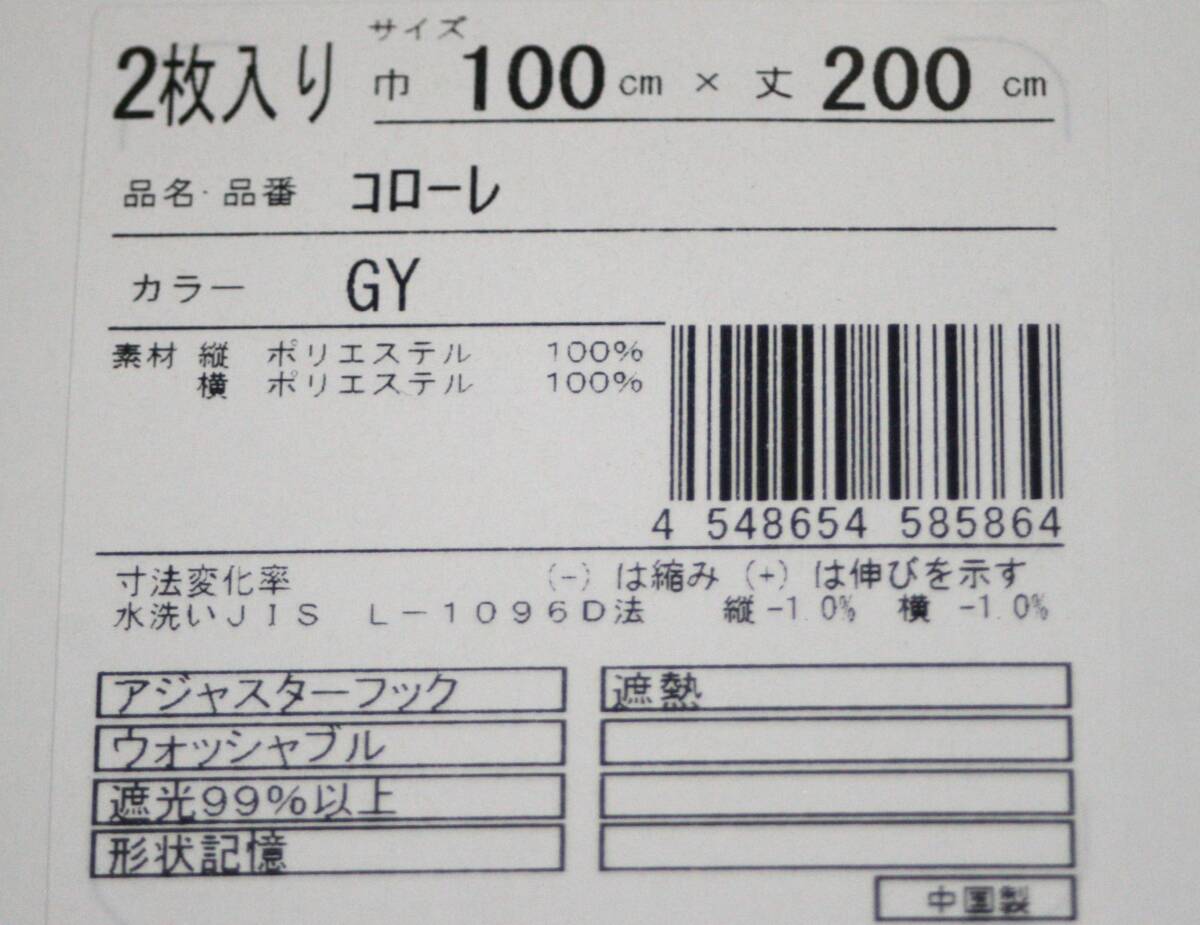 サイズ
2枚入り 巾 100 cm × 丈 200 cm
品名・品番 コローレ
カラー GY
素材 縦 ポリエステル 100%
横 ポリエステル 100%
4 548654 585864
寸法変化率 (-) は縮み (+) は伸びを示す
水洗いJIS L-1096D法 縦 -1.0% 横 -1.0%
アジャスターフック 遮熱
ウォッシャブル
遮光99%以上
形状記憶
中国製